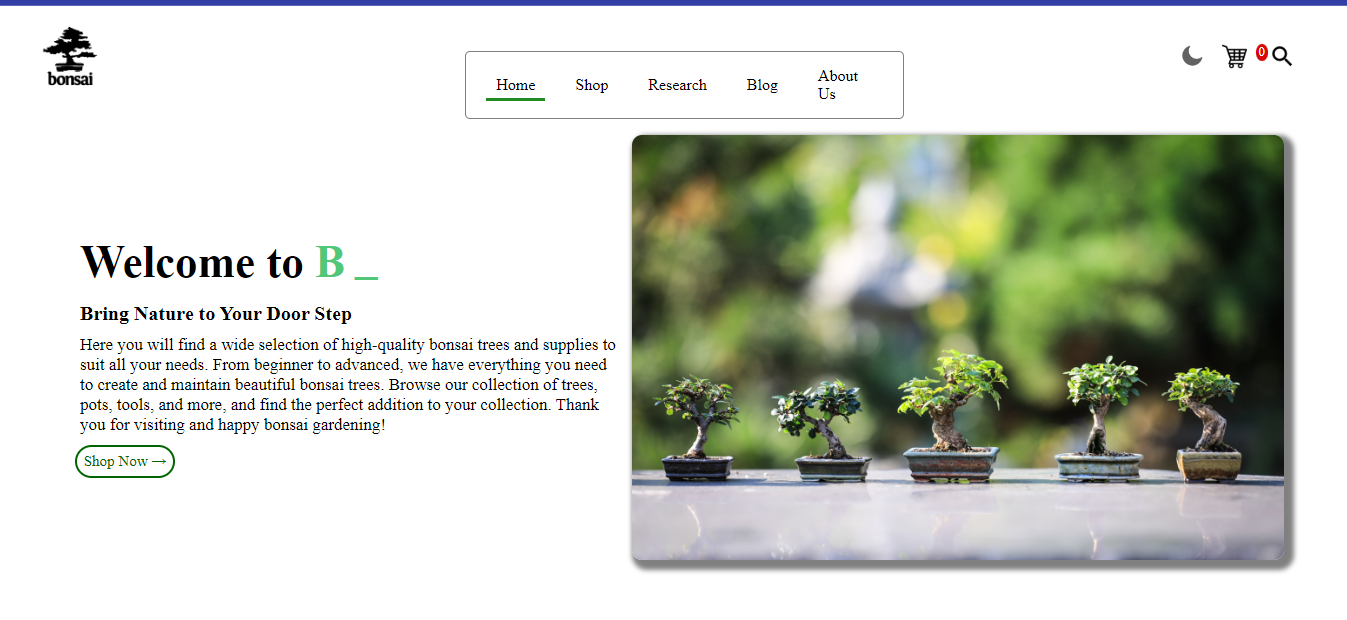 bonsai
Home Shop Research Blog About
Us
0
Welcome to B _
Bring Nature to Your Door Step
Here you will find a wide selection of high-quality bonsai trees and supplies to
suit all your needs. From beginner to advanced, we have everything you need
to create and maintain beautiful bonsai trees. Browse our collection of trees,
pots, tools, and more, and find the perfect addition to your collection. Thank
you for visiting and happy bonsai gardening!
Shop Now →